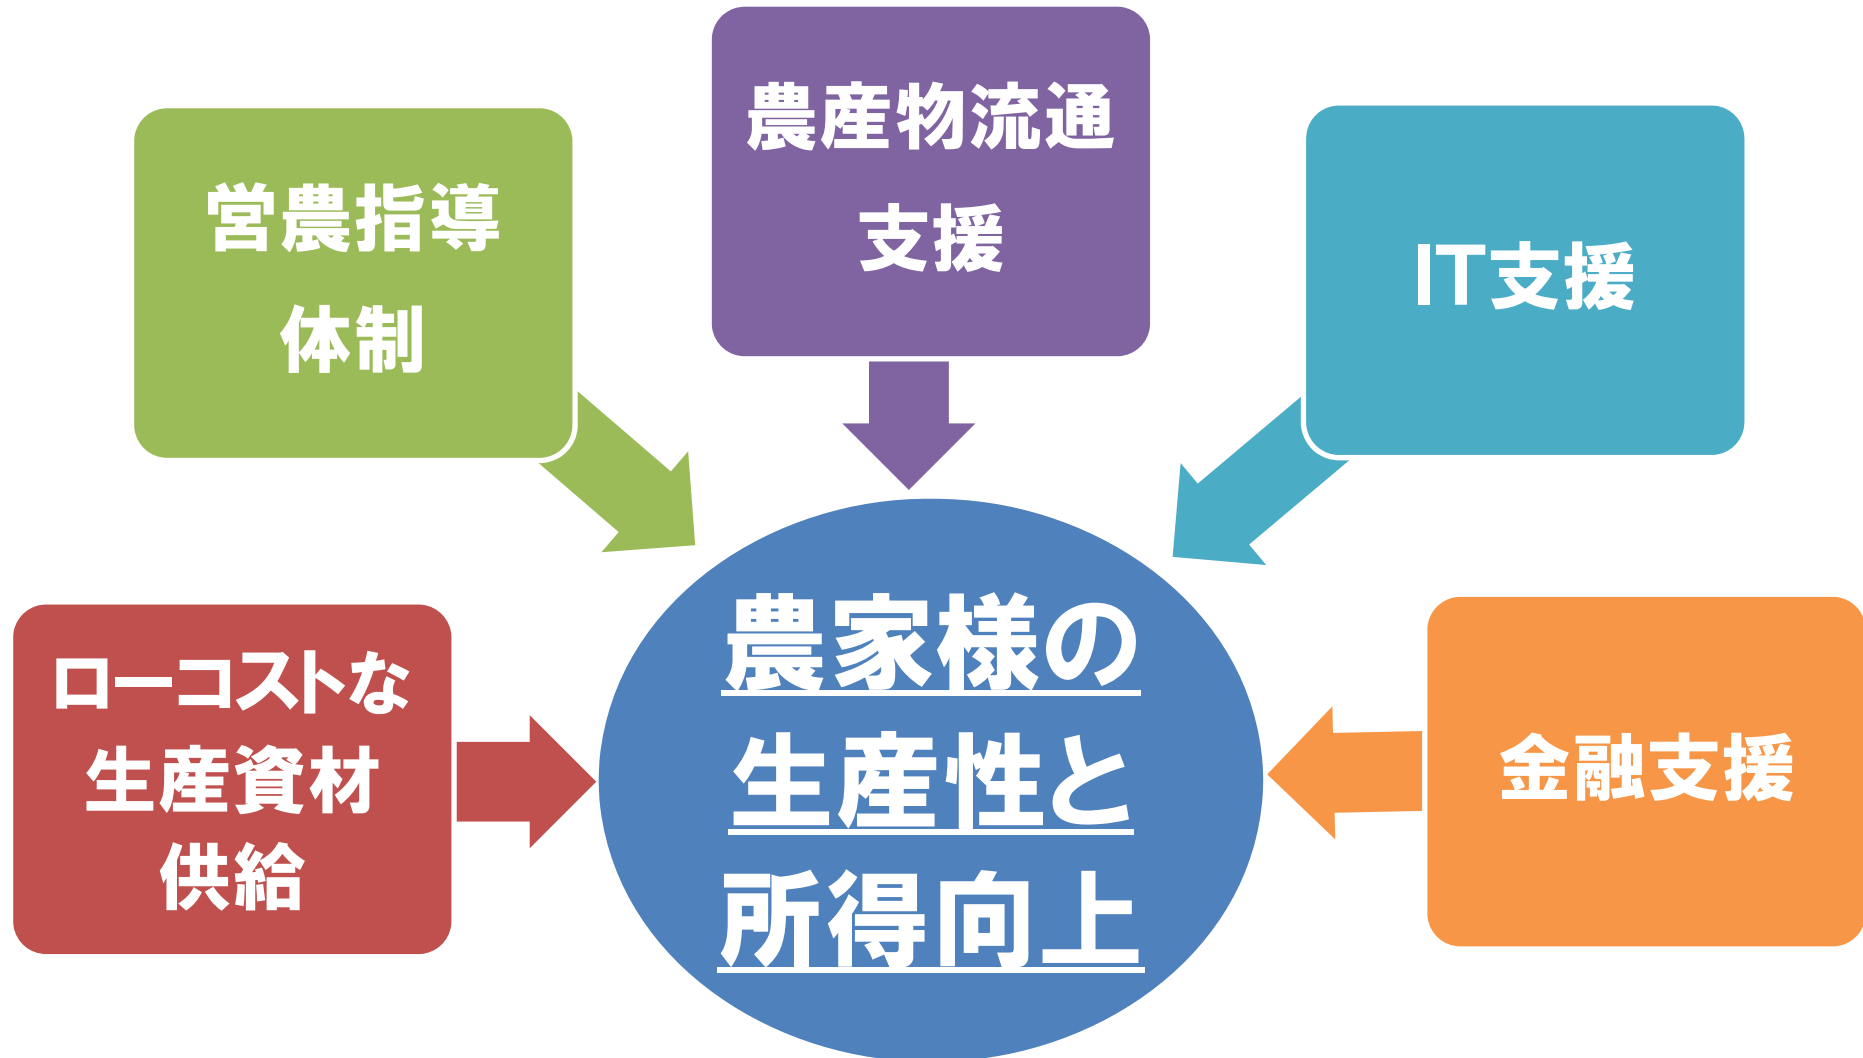 農産物流通
支援
営農指導
体制
IT支援
ローコストな
生産資材
供給
農家様の
生産性と
所得向上
金融支援